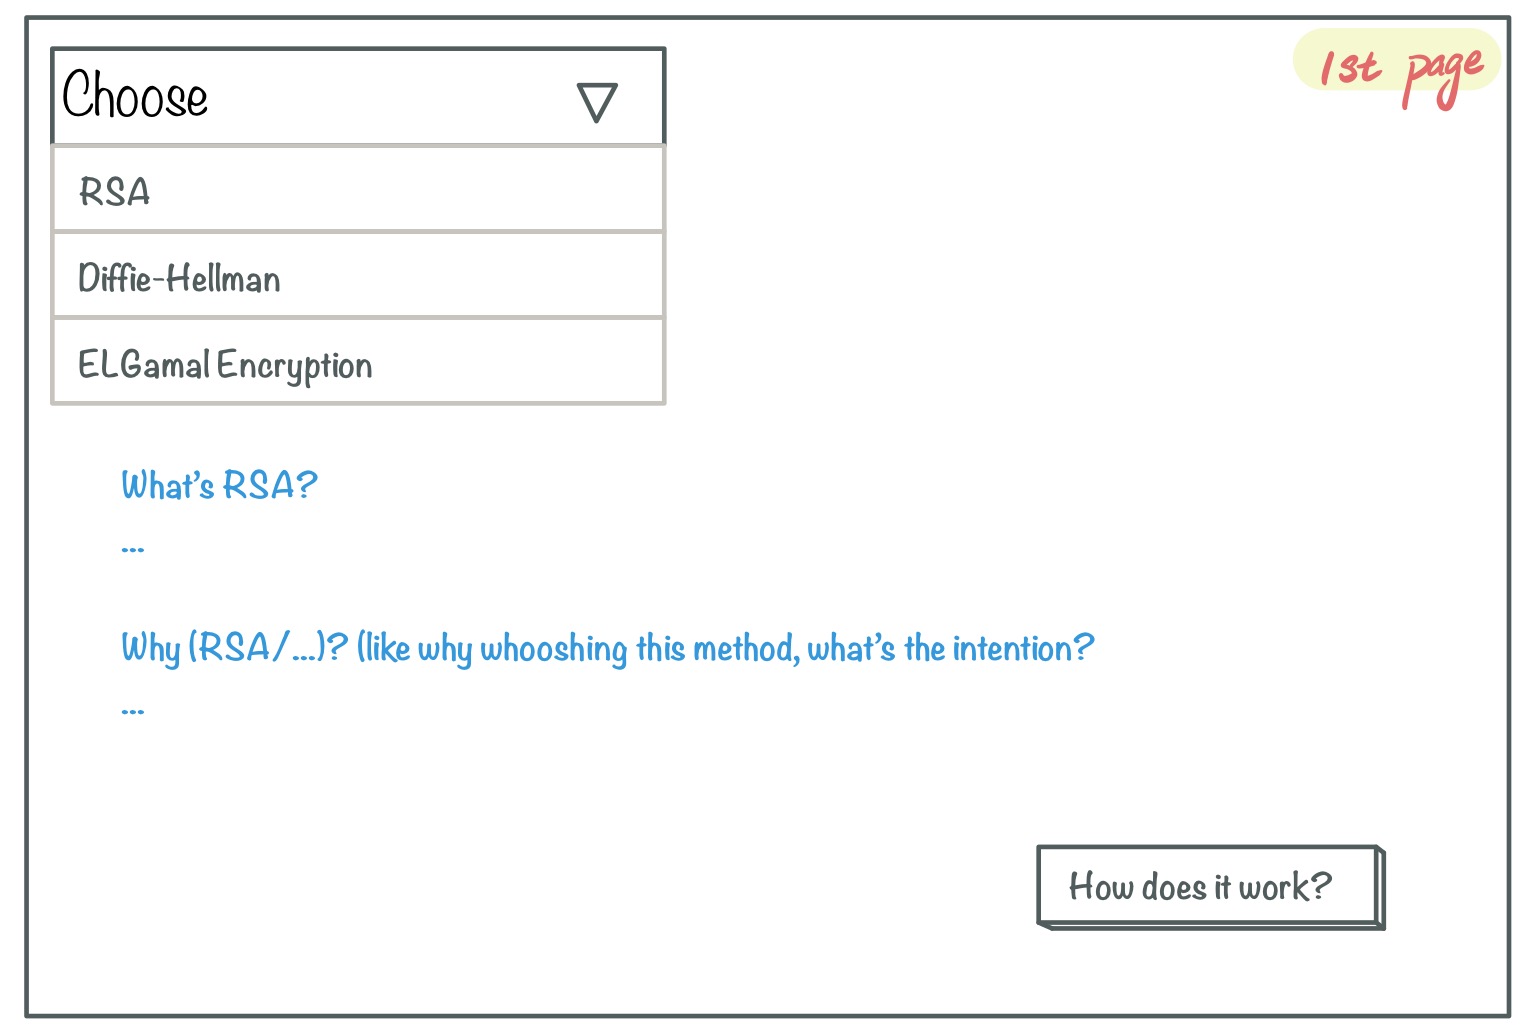 Choose
1st page
RSA
Diffie-Hellman
ELGamal Encryption
What's RSA?
...
Why (RSA/...)? (like why whooshing this method, what's the intention?
...
How does it work?